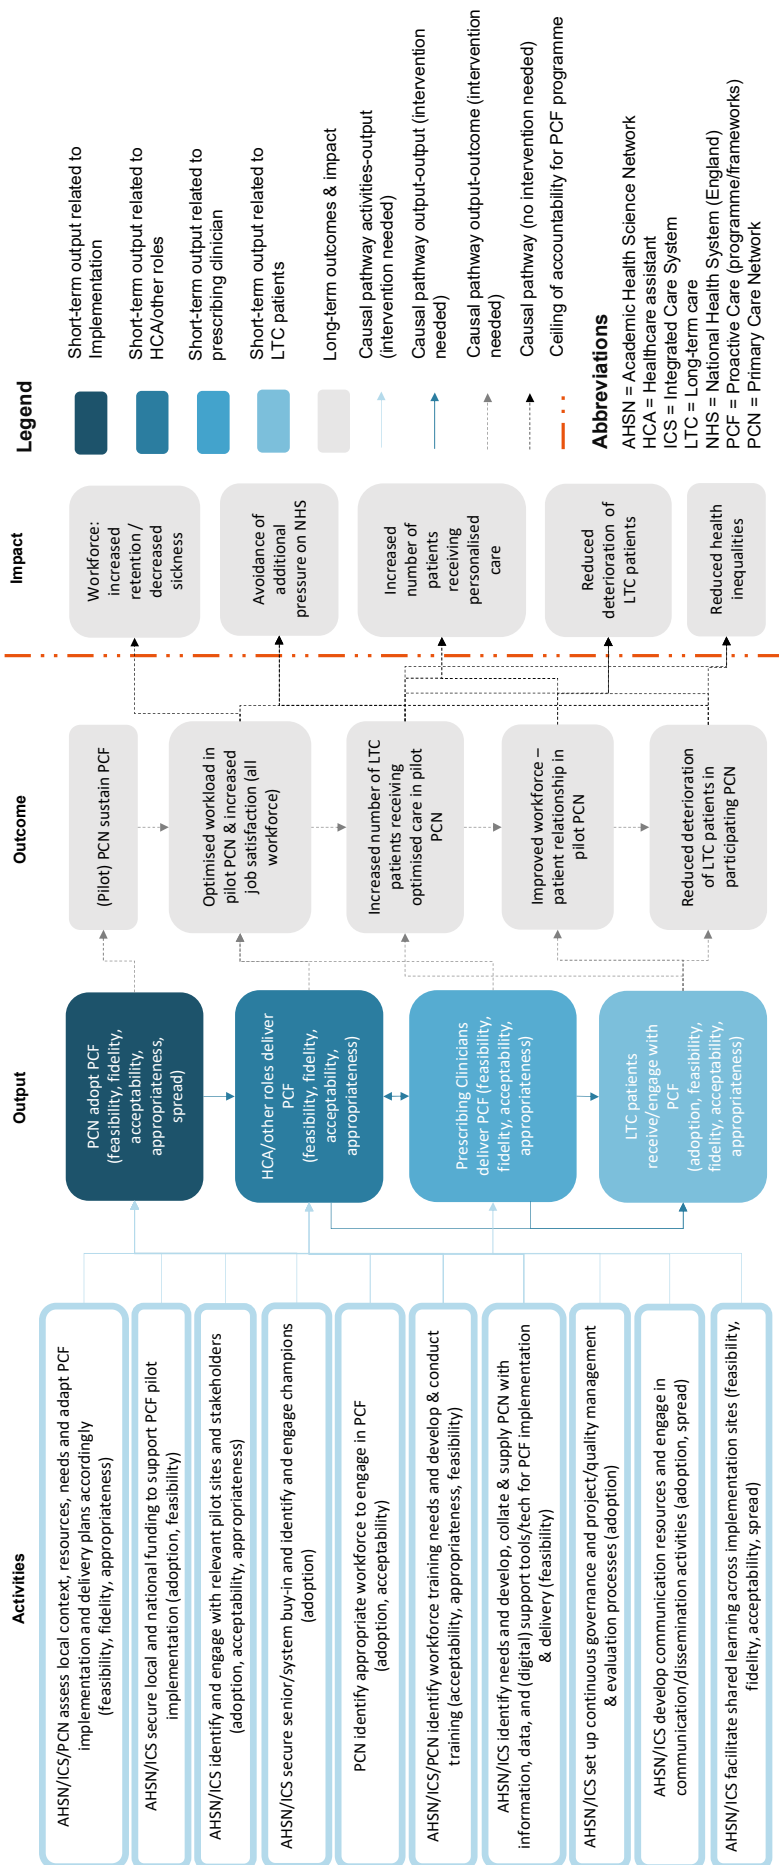 Activities
AHSN/ICS/PCN assess local context, resources, needs and adapt PCF
implementation and delivery plans accordingly
(feasibility, fidelity, appropriateness)
AHSN/ICS secure local and national funding to support PCF pilot
implementation (adoption, feasibility)
AHSN/ICS identify and engage with relevant pilot sites and stakeholders
(adoption, acceptability, appropriateness)
AHSN/ICS secure senior/system buy-in and identify and engage champions
(adoption)
PCN identify appropriate workforce to engage in PCF
(adoption, acceptability)
AHSN/ICS/PCN identify workforce training needs and develop & conduct
training (acceptability, appropriateness, feasibility)
AHSN/ICS identify needs and develop, collate & supply PCN with
information, data, and (digital) support tools/tech for PCF implementation
& delivery (feasibility)
AHSN/ICS set up continuous governance and project/quality management
& evaluation processes (adoption)
AHSN/ICS develop communication resources and engage in
communication/dissemination activities (adoption, spread)
AHSN/ICS facilitate shared learning across implementation sites (feasibility,
fidelity, acceptability, spread)
Output
PCN adopt PCF
(feasibility, fidelity,
acceptability,
appropriateness,
spread)
HCA/other roles deliver
PCF
(feasibility, fidelity,
acceptability,
appropriateness)
Prescribing Clinicians
deliver PCF (feasibility,
fidelity, acceptability,
appropriateness)
LTC patients
receive/engage with
PCF
(adoption, feasibility,
fidelity, acceptability,
appropriateness)
Outcome
(Pilot) PCN sustain PCF
Optimised workload in
pilot PCN & increased
job satisfaction (all
workforce)
Increased number of LTC
patients receiving
optimised care in pilot
PCN
Improved workforce –
patient relationship in
pilot PCN
Reduced deterioration
of LTC patients in
participating PCN
Impact
Workforce:
increased
retention /
decreased
sickness
Avoidance of
additional
pressure on NHS
Increased
number of
patients
receiving
personalised
care
Reduced
deterioration of
LTC patients
Reduced health
inequalities
Legend
Short-term output related to
Implementation
Short-term output related to
HCA/other roles
Short-term output related to
prescribing clinician
Short-term output related to
LTC patients
Long-term outcomes & impact
Causal pathway activities-output
(intervention needed)
Causal pathway output-output (intervention
needed)
Causal pathway output-outcome (intervention
needed)
Causal pathway (no intervention needed)
Ceiling of accountability for PCF programme
Abbreviations
AHSN = Academic Health Science Network
HCA = Healthcare assistant
ICS = Integrated Care System
LTC = Long-term care
NHS = National Health System (England)
PCF = Proactive Care (programme/frameworks)
PCN = Primary Care Network